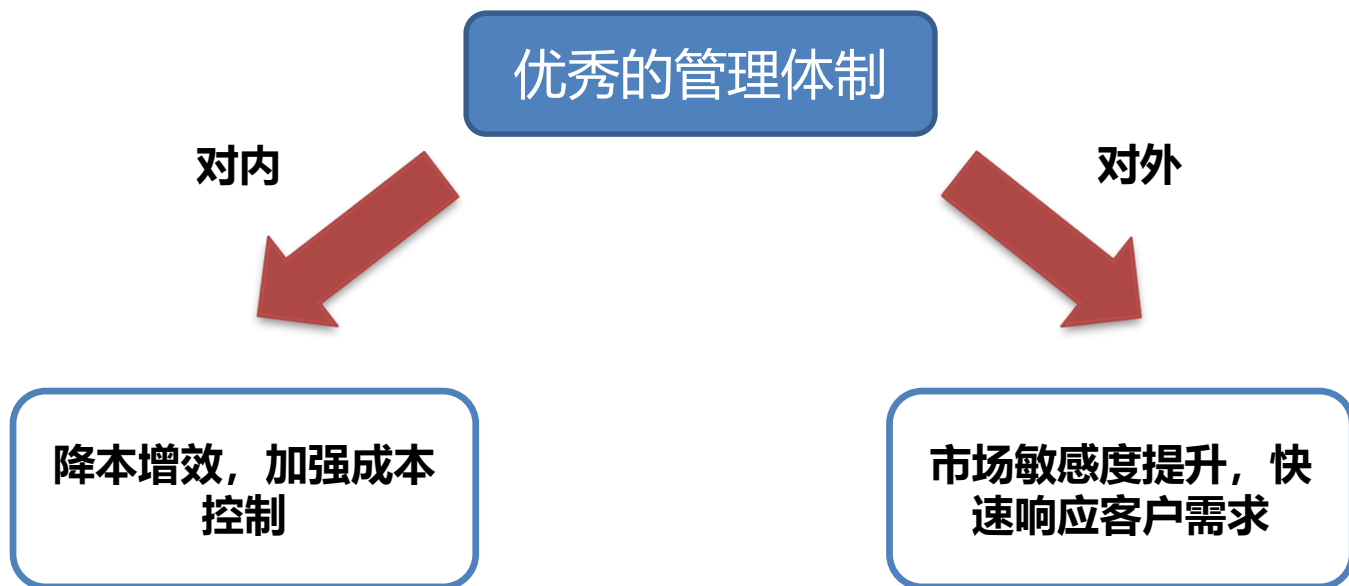 优秀的管理体制
对内
对外
降本增效，加强成本
控制
市场敏感度提升，快
速响应客户需求